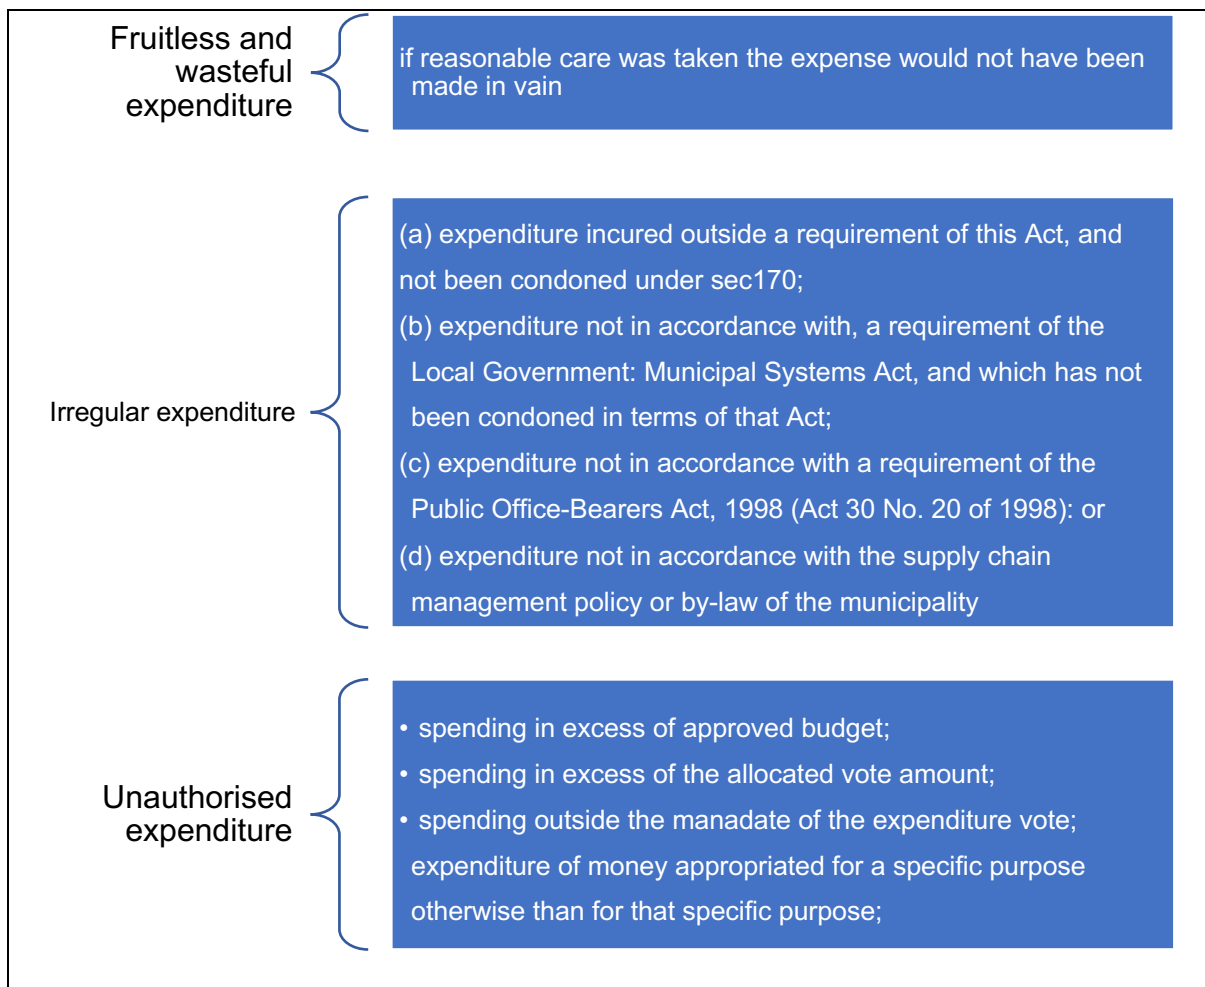 Fruitless and
wasteful
expenditure
if reasonable care was taken the expense would not have been
made in vain
Irregular expenditure
(a) expenditure incured outside a requirement of this Act, and
not been condoned under sec170;
(b) expenditure not in accordance with, a requirement of the
Local Government: Municipal Systems Act, and which has not
been condoned in terms of that Act;
(c) expenditure not in accordance with a requirement of the
Public Office-Bearers Act, 1998 (Act 30 No. 20 of 1998): or
(d) expenditure not in accordance with the supply chain
management policy or by-law of the municipality
Unauthorised
expenditure
• spending in excess of approved budget;
• spending in excess of the allocated vote amount;
• spending outside the manadate of the expenditure vote;
expenditure of money appropriated for a specific purpose
otherwise than for that specific purpose;